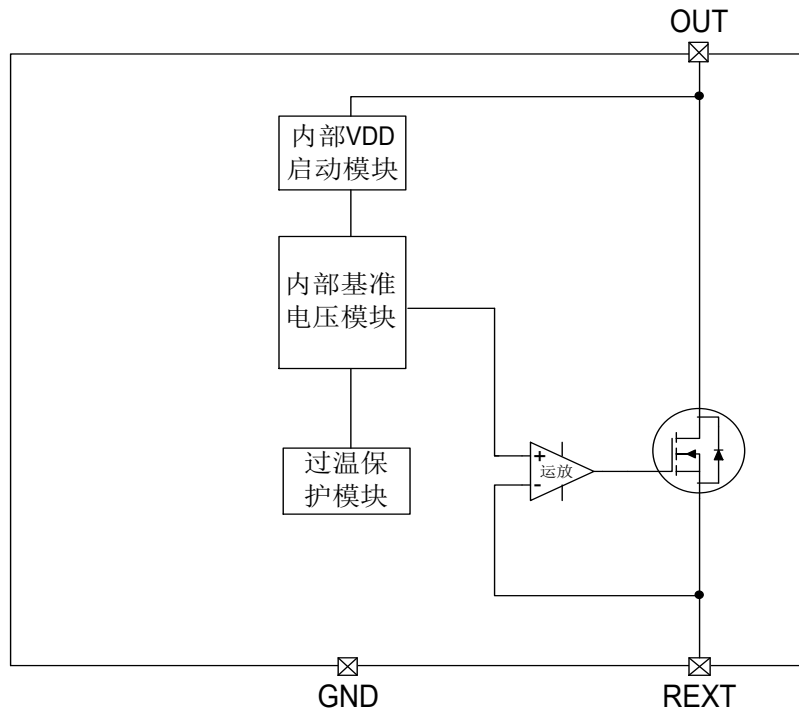 OUT
内部VDD
启动模块
内部基准
电压模块
过温保
护模块
+
运放
-
GND
REXT